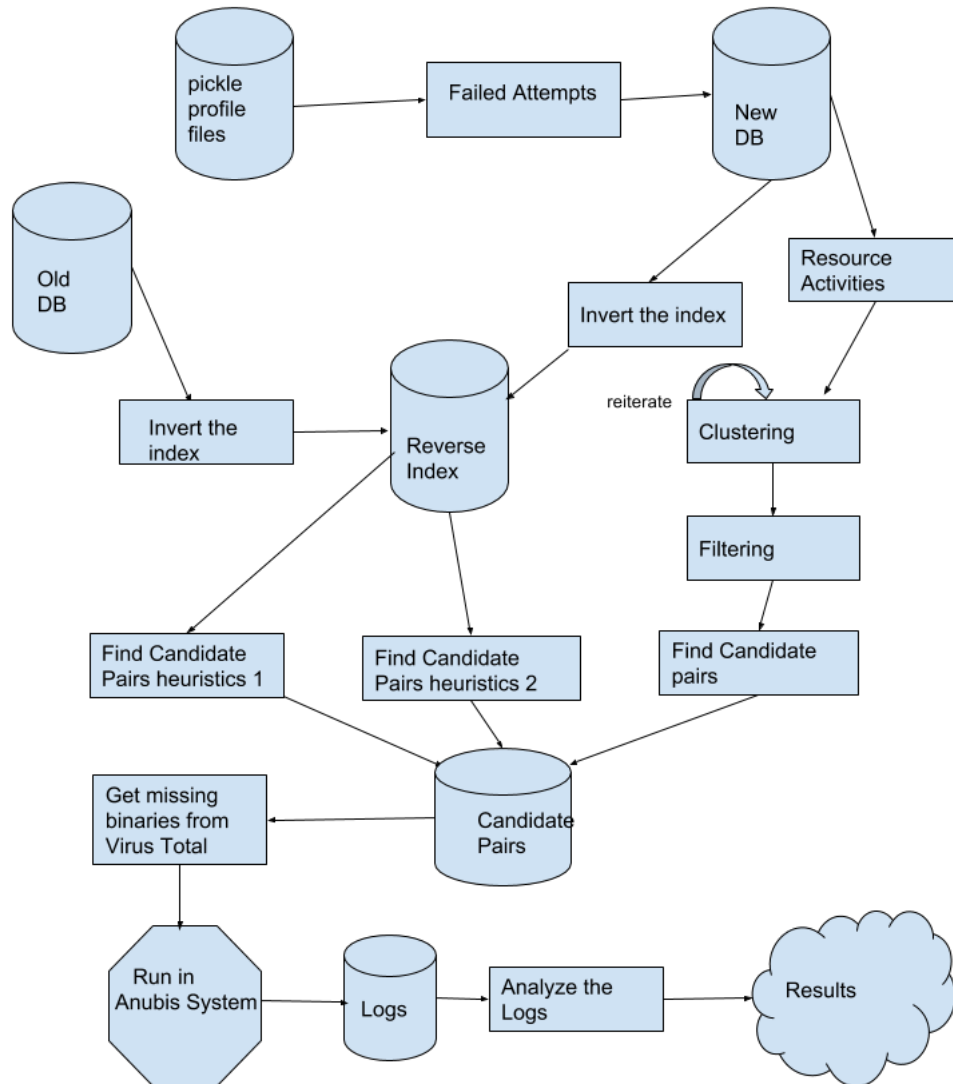 pickle
profile
files
Failed Attempts
New
DB
Old
DB
Resource
Activities
Invert the index
reiterate
Invert the
index
Reverse
Index
Clustering
Filtering
Find Candidate
Pairs heuristics 1
Find Candidate
Pairs heuristics 2
Find Candidate
pairs
Get missing
binaries from
Virus Total
Candidate
Pairs
Run in
Anubis System
Logs
Analyze the
Logs
Results